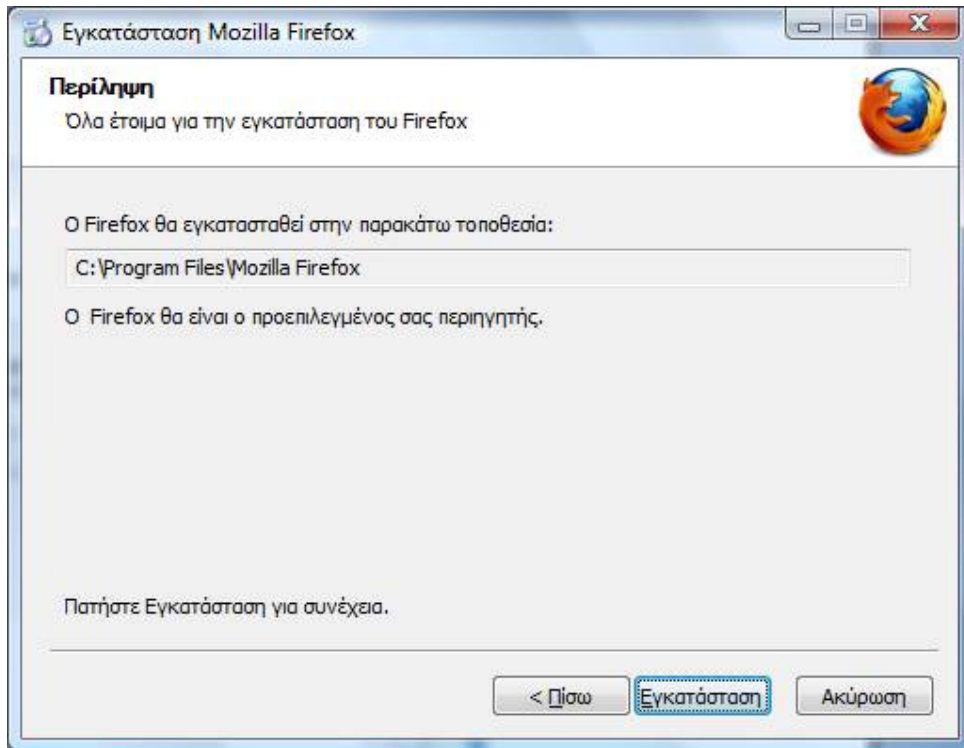 Εγκατάσταση Mozilla Firefox
Περίληψη
Όλα έτοιμα για την εγκατάσταση του Firefox
Ο Firefox θα εγκατασταθεί στην παρακάτω τοποθεσία:
C:\Program Files\Mozilla Firefox
Ο Firefox θα είναι ο προεπιλεγμένος σας περιηγητής.
Πατήστε Εγκατάσταση για συνέχεια.
< Πίσω Εγκατάσταση Ακύρωση